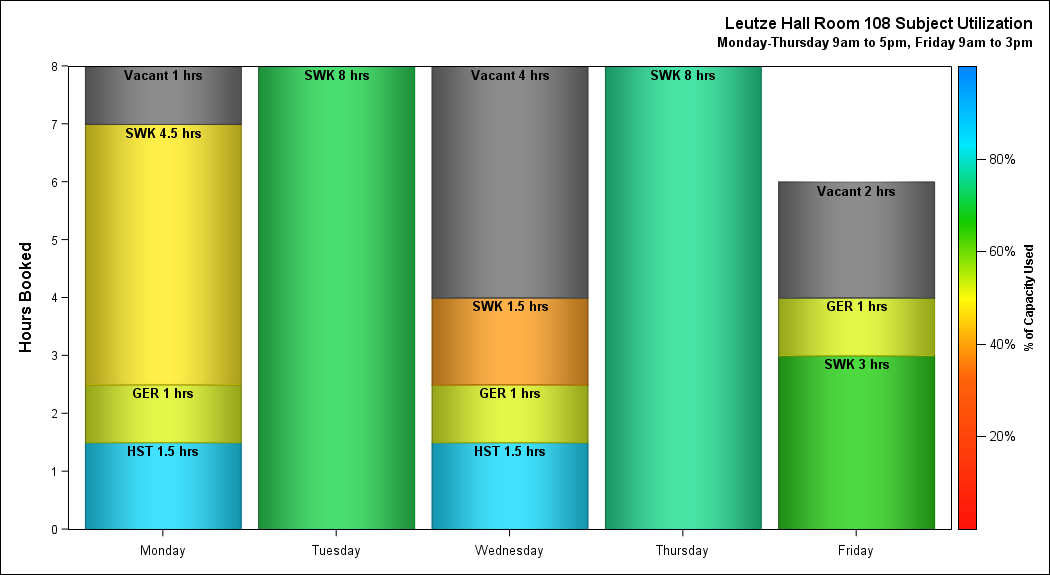 Leutze Hall Room 108 Subject Utilization
Monday-Thursday 9am to 5pm, Friday 9am to 3pm
Hours Booked
8
7
6
5
4
3
2
1
0
Vacant 1 hrs
SWK 4.5 hrs
GER 1 hrs
HST 1.5 hrs
SWK 8 hrs
Vacant 4 hrs
SWK 1.5 hrs
GER 1 hrs
HST 1.5 hrs
SWK 8 hrs
Vacant 2 hrs
GER 1 hrs
SWK 3 hrs
Monday
Tuesday
Wednesday
Thursday
Friday
80%
60%
40%
20%
% of Capacity Used